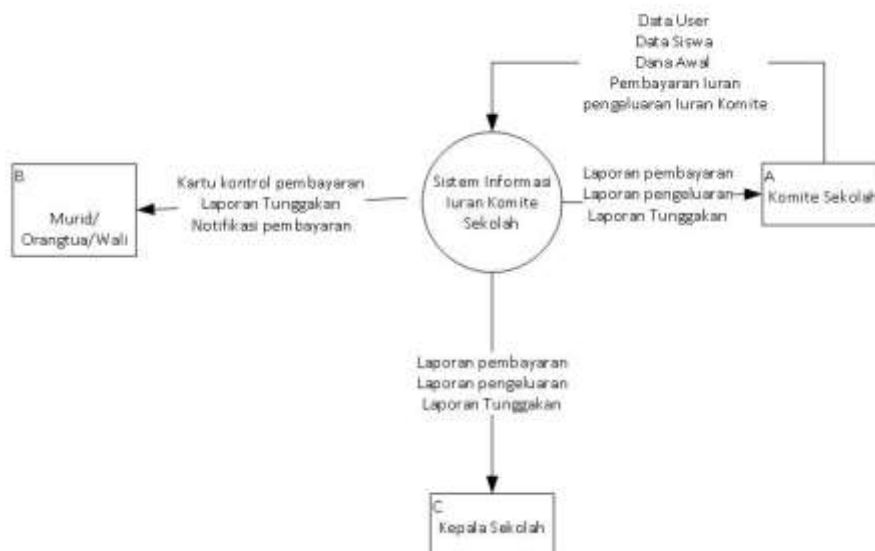 Data User
Data Siswa
Dana Awal
Pembayaran Iuran
pengeluaran Iuran Komite
B
Murid/
Orangtua/Wali
Kartu kontrol pembayaran
Laporan Tunggakan
Notifikasi pembayaran
Sistem Informasi
Iuran Komite
Sekolah
Laporan pembayaran
Laporan pengeluaran
Laporan Tunggakan
A
Komite Sekolah
Laporan pembayaran
Laporan pengeluaran
Laporan Tunggakan
C
Kepala Sekolah